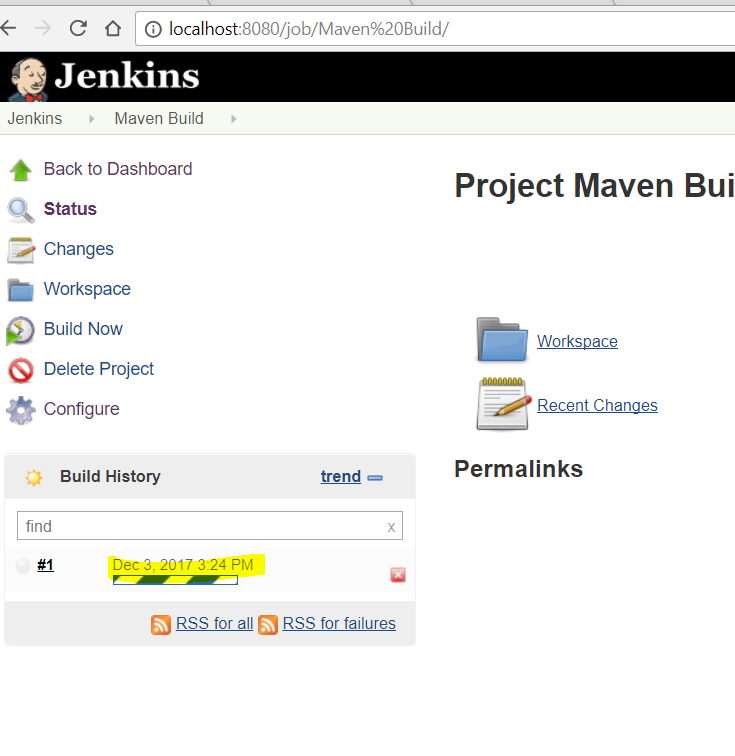 localhost:8080/job/Maven%20Build/
Jenkins
Jenkins Maven Build
Back to Dashboard
Status
Changes
Workspace
Build Now
Delete Project
Configure
Project Maven Bui
Workspace
Recent Changes
Permalinks
Build History trend
find x
#1 Dec 3, 2017 3:24 PM
RSS for all RSS for failures